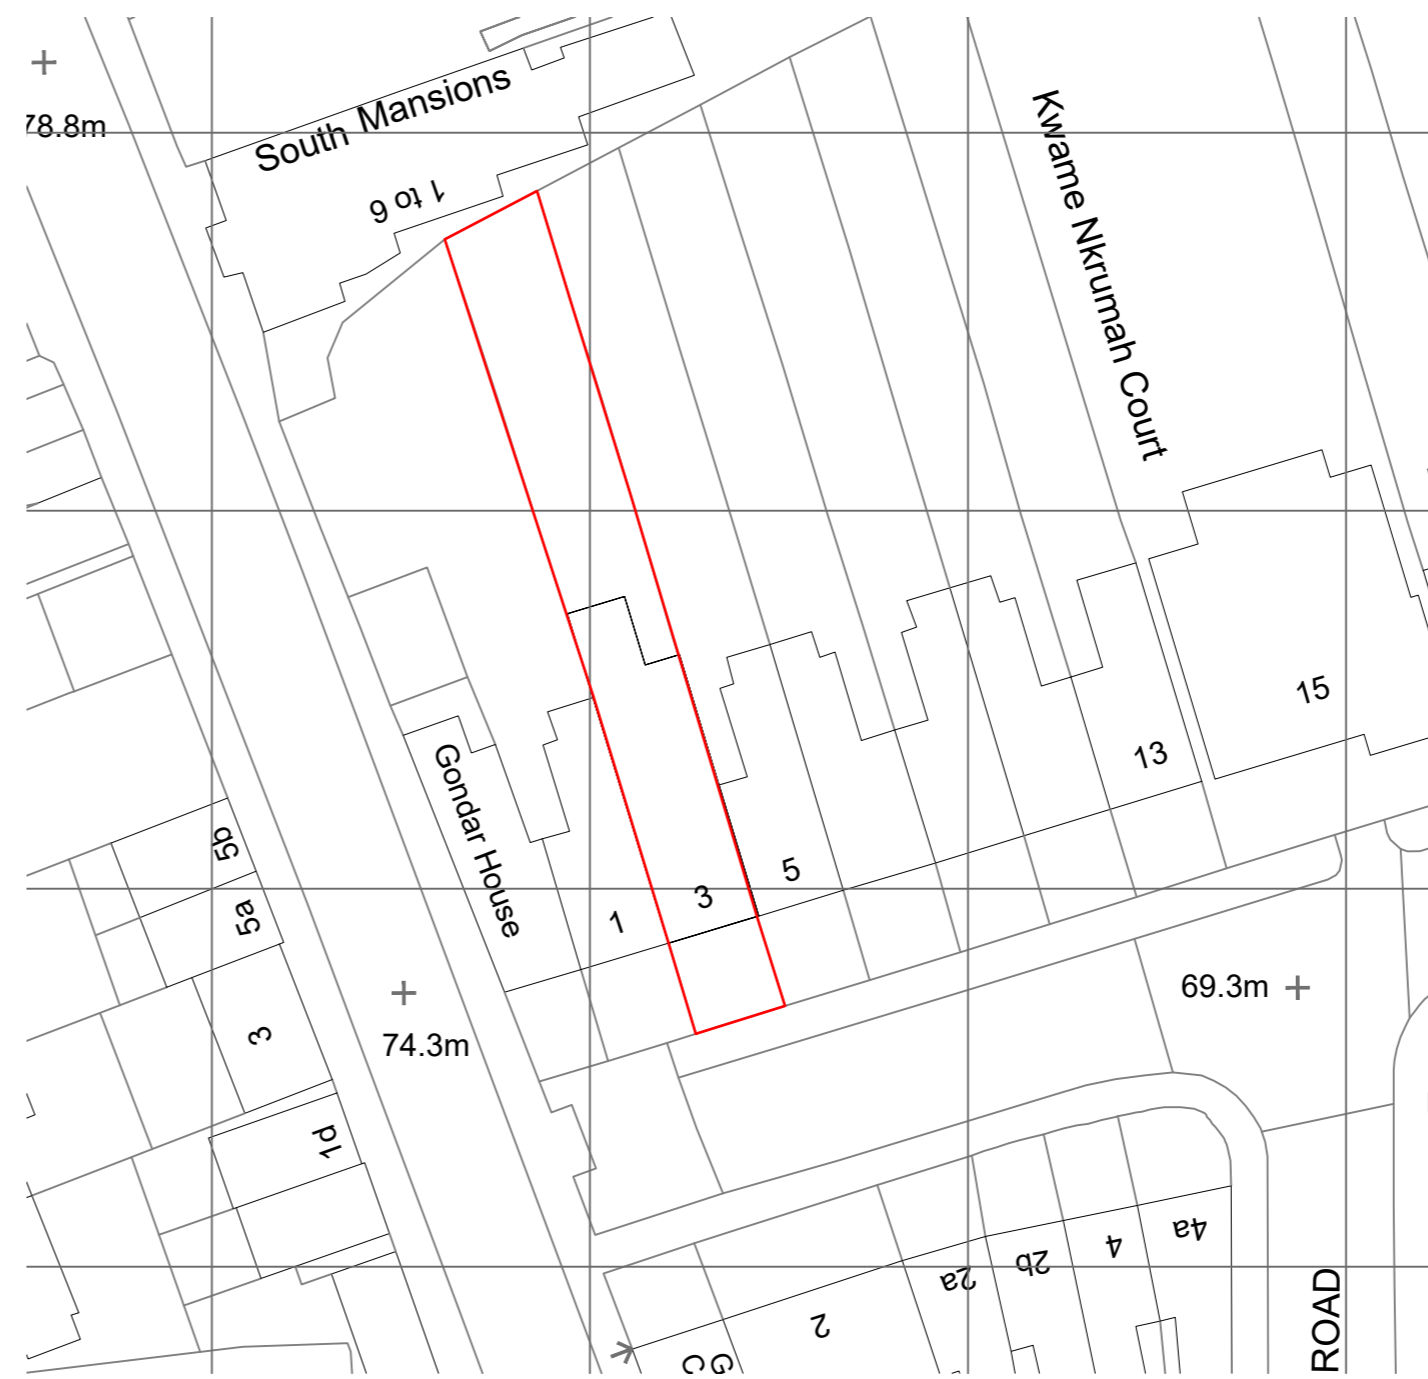 South Mansions
78.8m
1 to 6
Kwame Nkrumah Court
15
13
Gondar House
5b
5
3
1
5a
69.3m
3
74.3m
1d
4a
4
2b
2a
2
ROAD
G
C